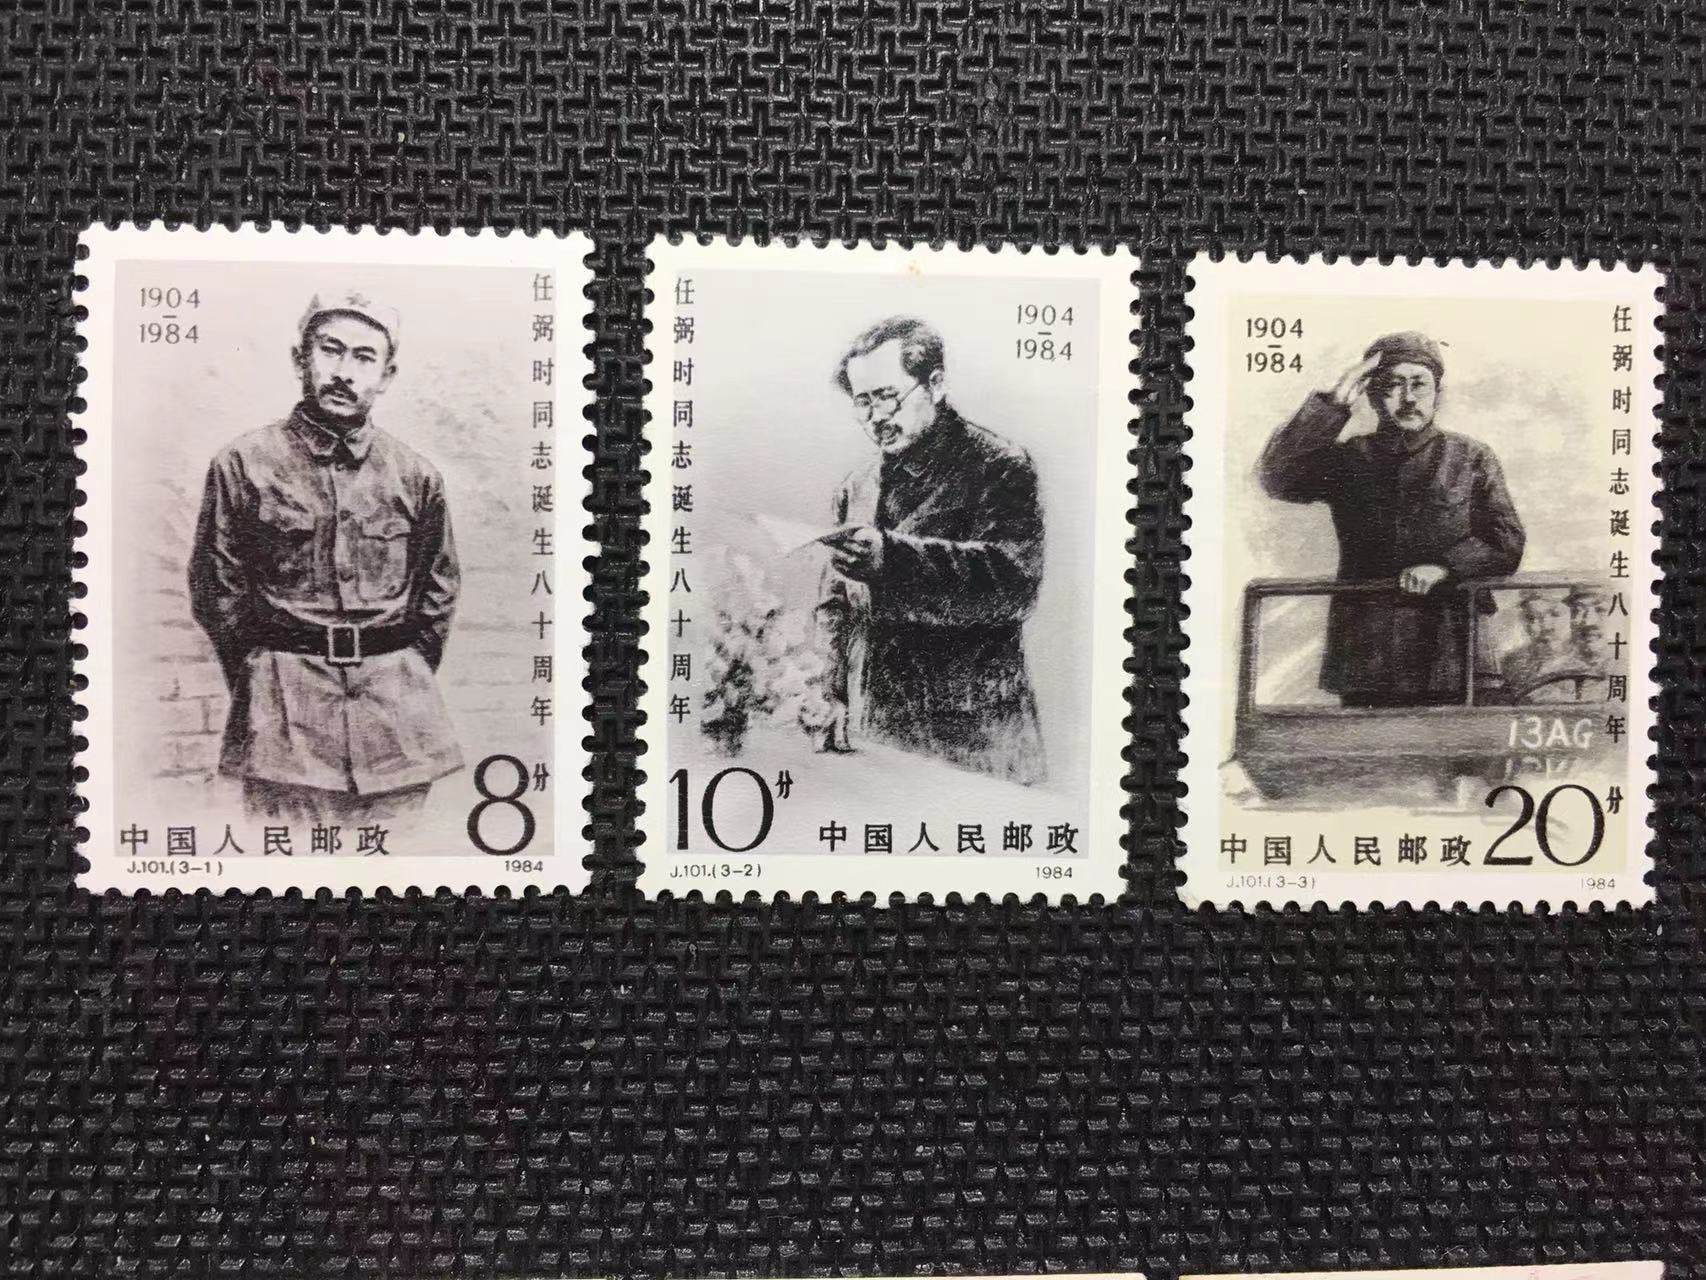 1904
-
1984
任弼时同志诞生八十周年
8分
中国人民邮政
J.101.(3-1)
1984
任弼时同志诞生八十周年
1904
-
1984
10分
中国人民邮政
J.101.(3-2)
1984
1904
-
1984
任弼时同志诞生八十周年
13AG
20分
中国人民邮政
J.101.(3-3)
1984